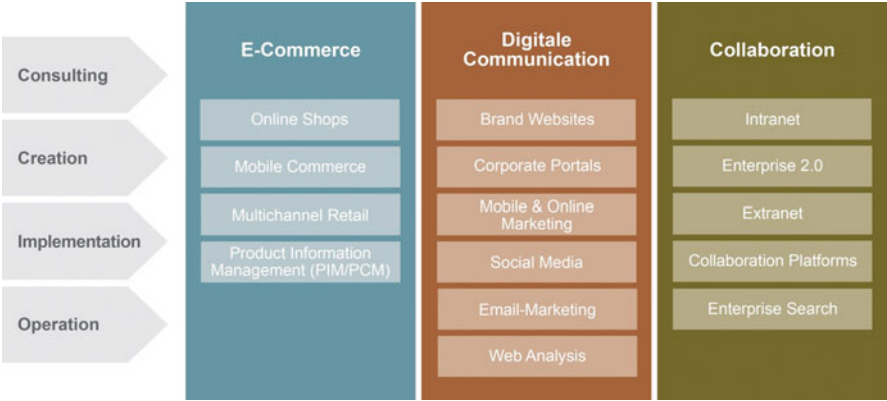 Consulting
Creation
Implementation
Operation
E-Commerce
Online Shops
Mobile Commerce
Multichannel Retail
Product Information
Management (PIM/PCM)
Digitale
Communication
Brand Websites
Corporate Portals
Mobile & Online
Marketing
Social Media
Email-Marketing
Web Analysis
Collaboration
Intranet
Enterprise 2.0
Extranet
Collaboration Platforms
Enterprise Search